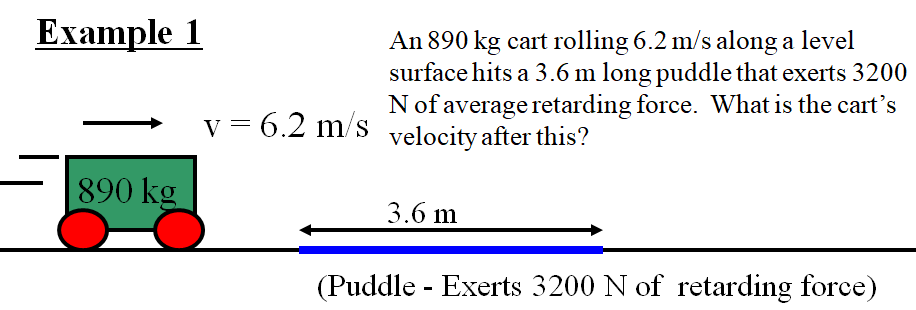 Example 1
An 890 kg cart rolling 6.2 m/s along a level
surface hits a 3.6 m long puddle that exerts 3200
N of average retarding force.  What is the cart's
velocity after this?
v = 6.2 m/s
890 kg
3.6 m
(Puddle - Exerts 3200 N of  retarding force)